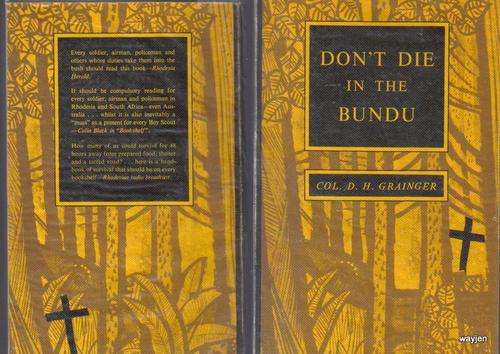 Every soldier, airman, policeman and
others whose duties take them into the
bush should read this book—Rhodesia
Herald.
It should be compulsory reading for
every soldier, airman and policeman in
Rhodesia and South Africa—even Aus-
tralia . . . whilst it is also inevitably a
"must" as a present for every Boy Scout
—Colin Black in "Bookshelf".
How many of us could survive for 48
hours away from prepared food, shelter
and a tarred road? . . . here is a hand-
book of survival that should be on every
bookshelf—Rhodesian radio broadcast.
DON'T DIE
IN THE
BUNDU
COL. D. H. GRAINGER
wayjen